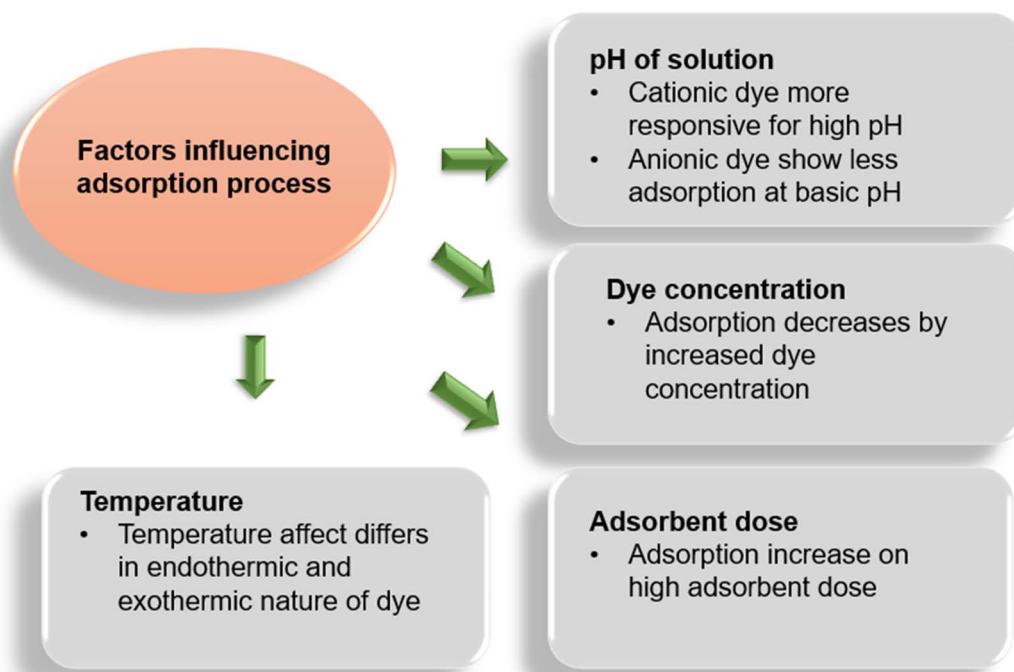 Factors influencing
adsorption process
pH of solution
• Cationic dye more
responsive for high pH
• Anionic dye show less
adsorption at basic pH
Dye concentration
• Adsorption decreases by
increased dye
concentration
Temperature
• Temperature affect differs
in endothermic and
exothermic nature of dye
Adsorbent dose
• Adsorption increase on
high adsorbent dose